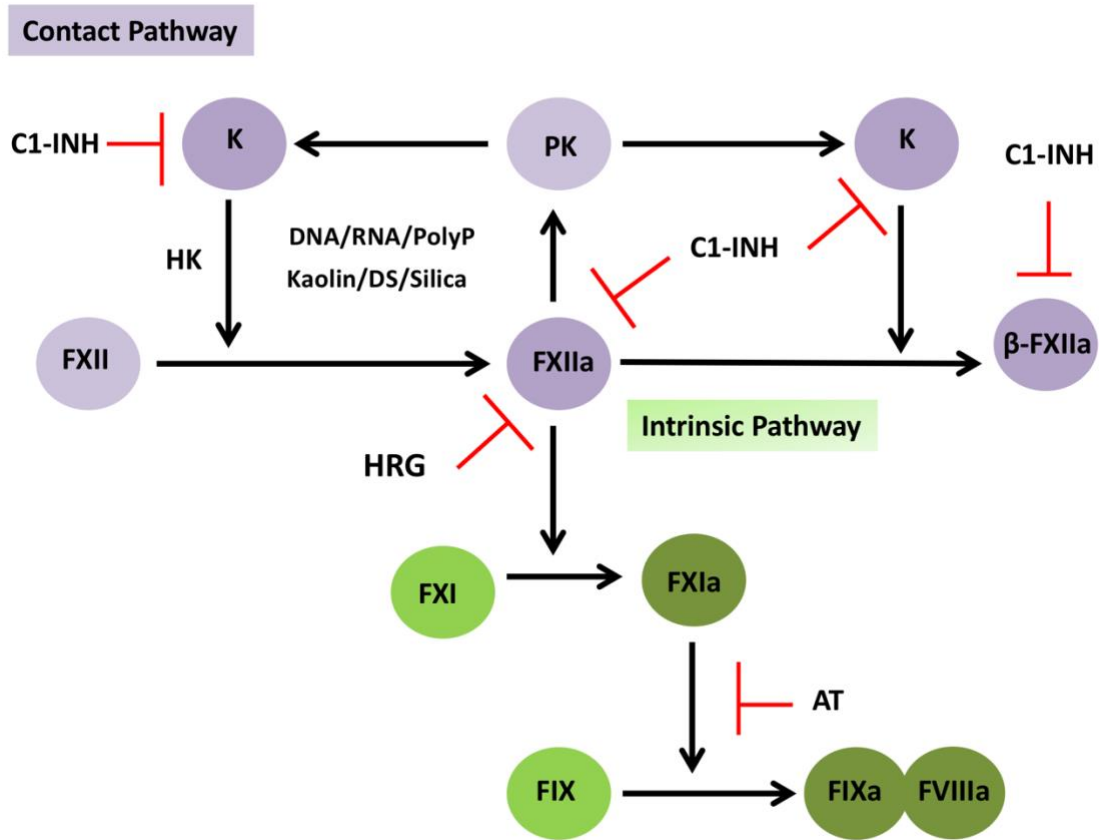 Contact Pathway
C1-INH
K
PK
K
C1-INH
HK
DNA/RNA/PolyP
Kaolin/DS/Silica
C1-INH
FXII
FXIIa
β-FXIIa
Intrinsic Pathway
HRG
FXI
FXIa
AT
FIX
FIXa
FVIIIa